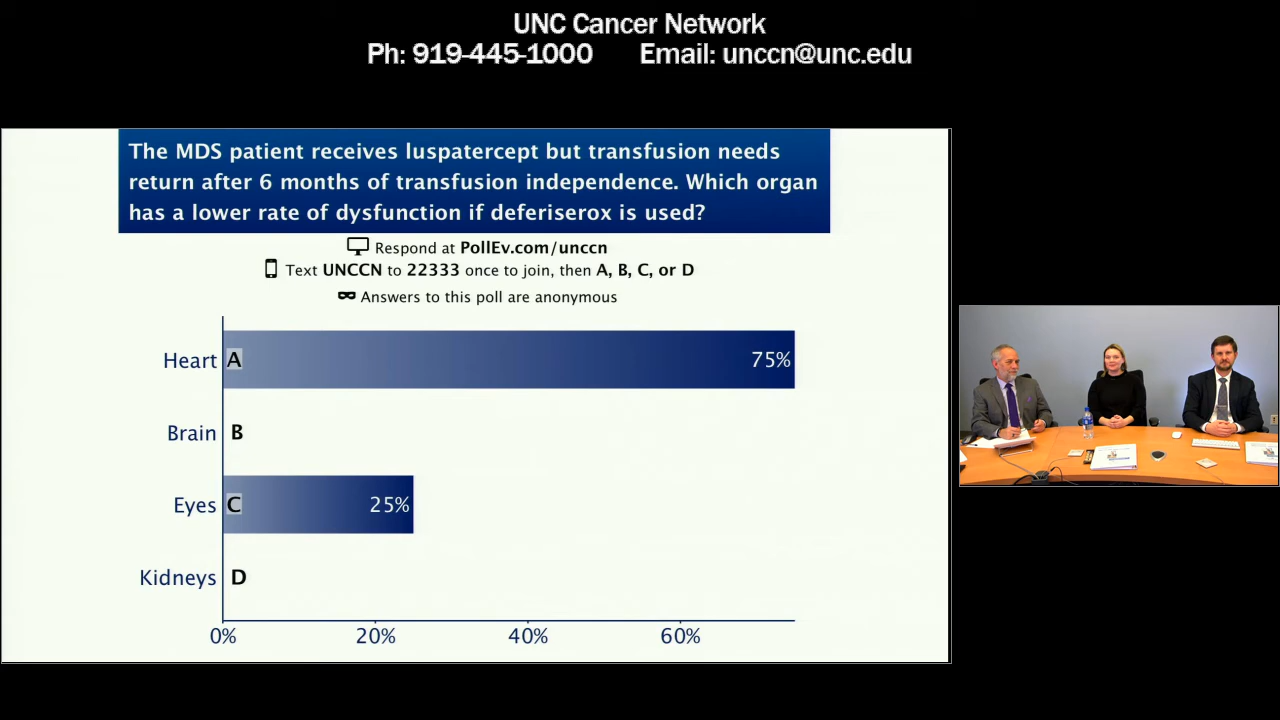 UNC Cancer Network
Ph: 919-445-1000 Email: unccn@unc.edu
The MDS patient receives luspatercept but transfusion needs
return after 6 months of transfusion independence. Which organ
has a lower rate of dysfunction if deferiserox is used?
Respond at PollEv.com/unccn
Text UNCCN to 22333 once to join, then A, B, C, or D
Answers to this poll are anonymous
Heart A 75%
Brain B
Eyes C 25%
Kidneys D
0% 20% 40% 60%